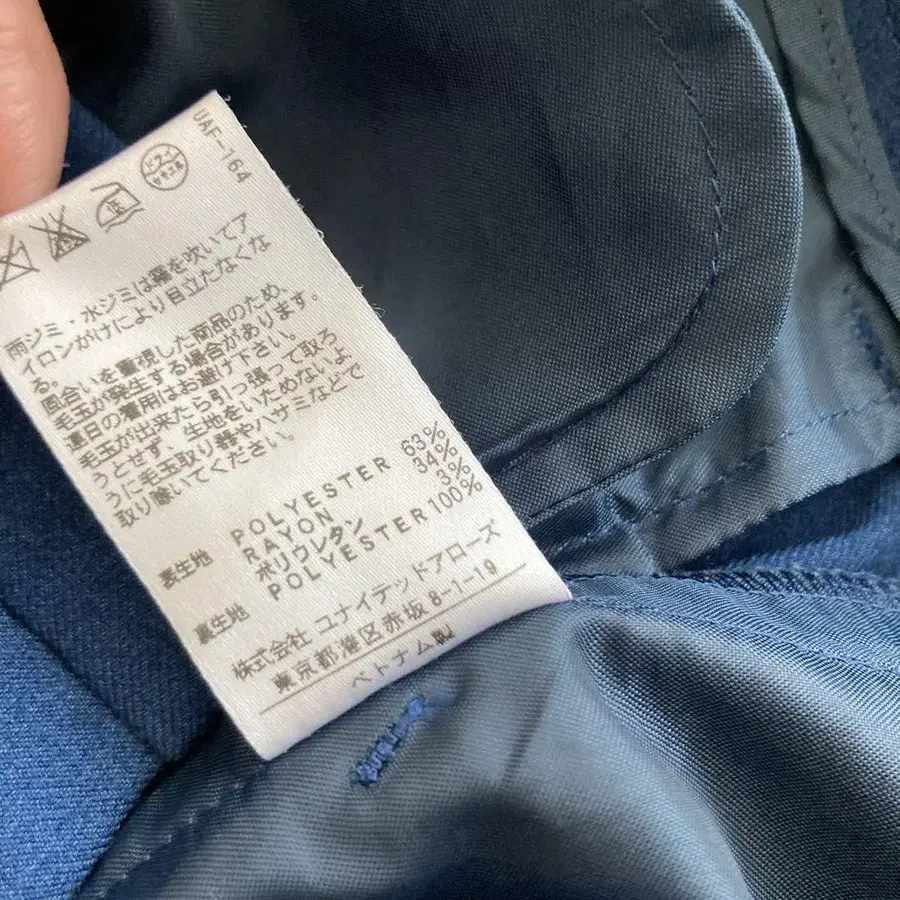 UAF-164
ドライ
セキユ系
雨ジミ・水ジミは霧を吹いてア
イロンがけにより目立たなくな
る。
風合いを重視した商品のため、
毛玉が発生する場合があります。
連日の着用はお避け下さい。
毛玉が出来たら引っ張って取ろ
うとせず、生地をいためないよ
うに毛玉取り器やハサミなどで
取り除いてください。
表生地 POLYESTER 63%
RAYON 34%
ポリウレタン 3%
裏生地 POLYESTER 100%
株式会社 ユナイテッドアローズ
東京都港区赤坂 8-1-19
ベトナム製